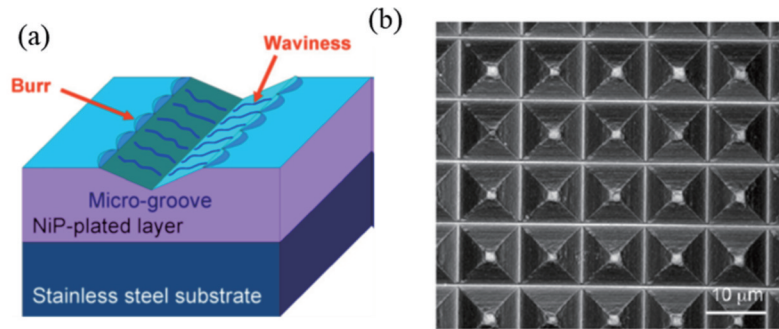 (a)
Waviness
Burr
Micro-groove
NiP-plated layer
Stainless steel substrate
(b)
10 μm